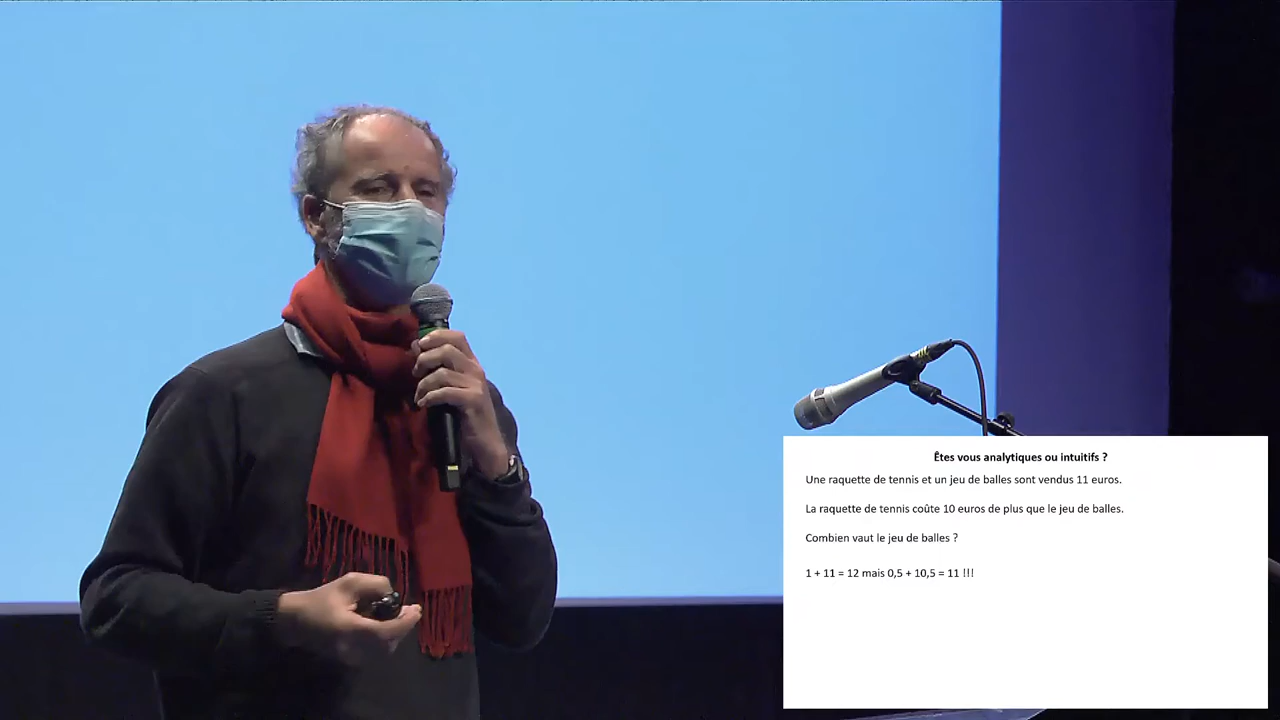 Êtes vous analytiques ou intuitifs ?
Une raquette de tennis et un jeu de balles sont vendus 11 euros.
La raquette de tennis coûte 10 euros de plus que le jeu de balles.
Combien vaut le jeu de balles ?
1 + 11 = 12 mais 0,5 + 10,5 = 11 !!!